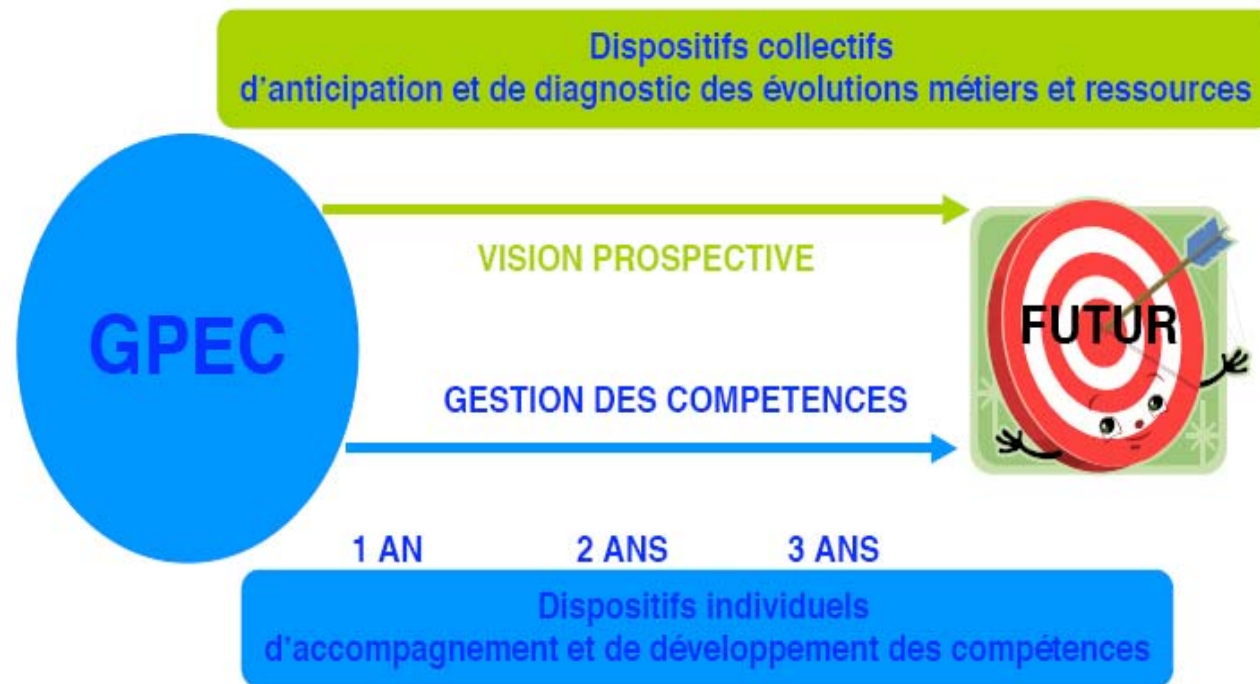 Dispositifs collectifs
d'anticipation et de diagnostic des évolutions métiers et ressources
VISION PROSPECTIVE
GPEC
FUTUR
GESTION DES COMPETENCES
1 AN 2 ANS 3 ANS
Dispositifs individuels
d'accompagnement et de développement des compétences